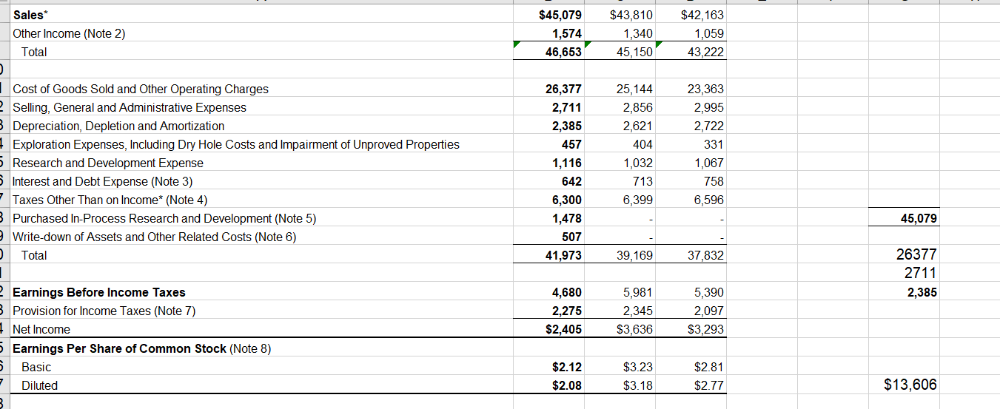 Sales* $45,079 $43,810 $42,163
Other Income (Note 2) 1,574 1,340 1,059
Total 46,653 45,150 43,222
Cost of Goods Sold and Other Operating Charges 26,377 25,144 23,363
Selling, General and Administrative Expenses 2,711 2,856 2,995
Depreciation, Depletion and Amortization 2,385 2,621 2,722
Exploration Expenses, Including Dry Hole Costs and Impairment of Unproved Properties 457 404 331
Research and Development Expense 1,116 1,032 1,067
Interest and Debt Expense (Note 3) 642 713 758
Taxes Other Than on Income* (Note 4) 6,300 6,399 6,596
Purchased In-Process Research and Development (Note 5) 1,478 - - 45,079
Write-down of Assets and Other Related Costs (Note 6) 507 - -
Total 41,973 39,169 37,832 26377
2711
Earnings Before Income Taxes 4,680 5,981 5,390 2,385
Provision for Income Taxes (Note 7) 2,275 2,345 2,097
Net Income $2,405 $3,636 $3,293
Earnings Per Share of Common Stock (Note 8)
Basic $2.12 $3.23 $2.81
Diluted $2.08 $3.18 $2.77 $13,606